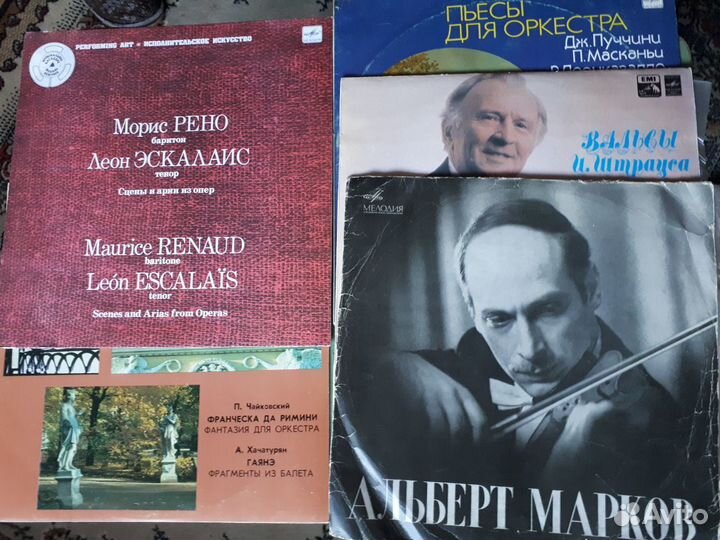 PERFORMING ART • ИСПОЛНИТЕЛЬСКОЕ ИСКУССТВО
Морис РЕНО
баритон
Леон ЭСКАЛАИС
тенор
Сцены и арии из опер
Maurice RENAUD
baritone
León ESCALAÏS
tenor
Scenes and Arias from Operas
П. Чайковский
ФРАНЧЕСКА ДА РИМИНИ
ФАНТАЗИЯ ДЛЯ ОРКЕСТРА
А. Хачатурян
ГАЯНЭ
ФРАГМЕНТЫ ИЗ БАЛЕТА
ПЬЕСЫ
ДЛЯ ОРКЕСТРА
Дж. Пуччини
П. Масканьи
EMI
ВАЛЬСЫ
И. Штрауса
МЕЛОДИЯ
АЛЬБЕРТ МАРКОВ
Avito